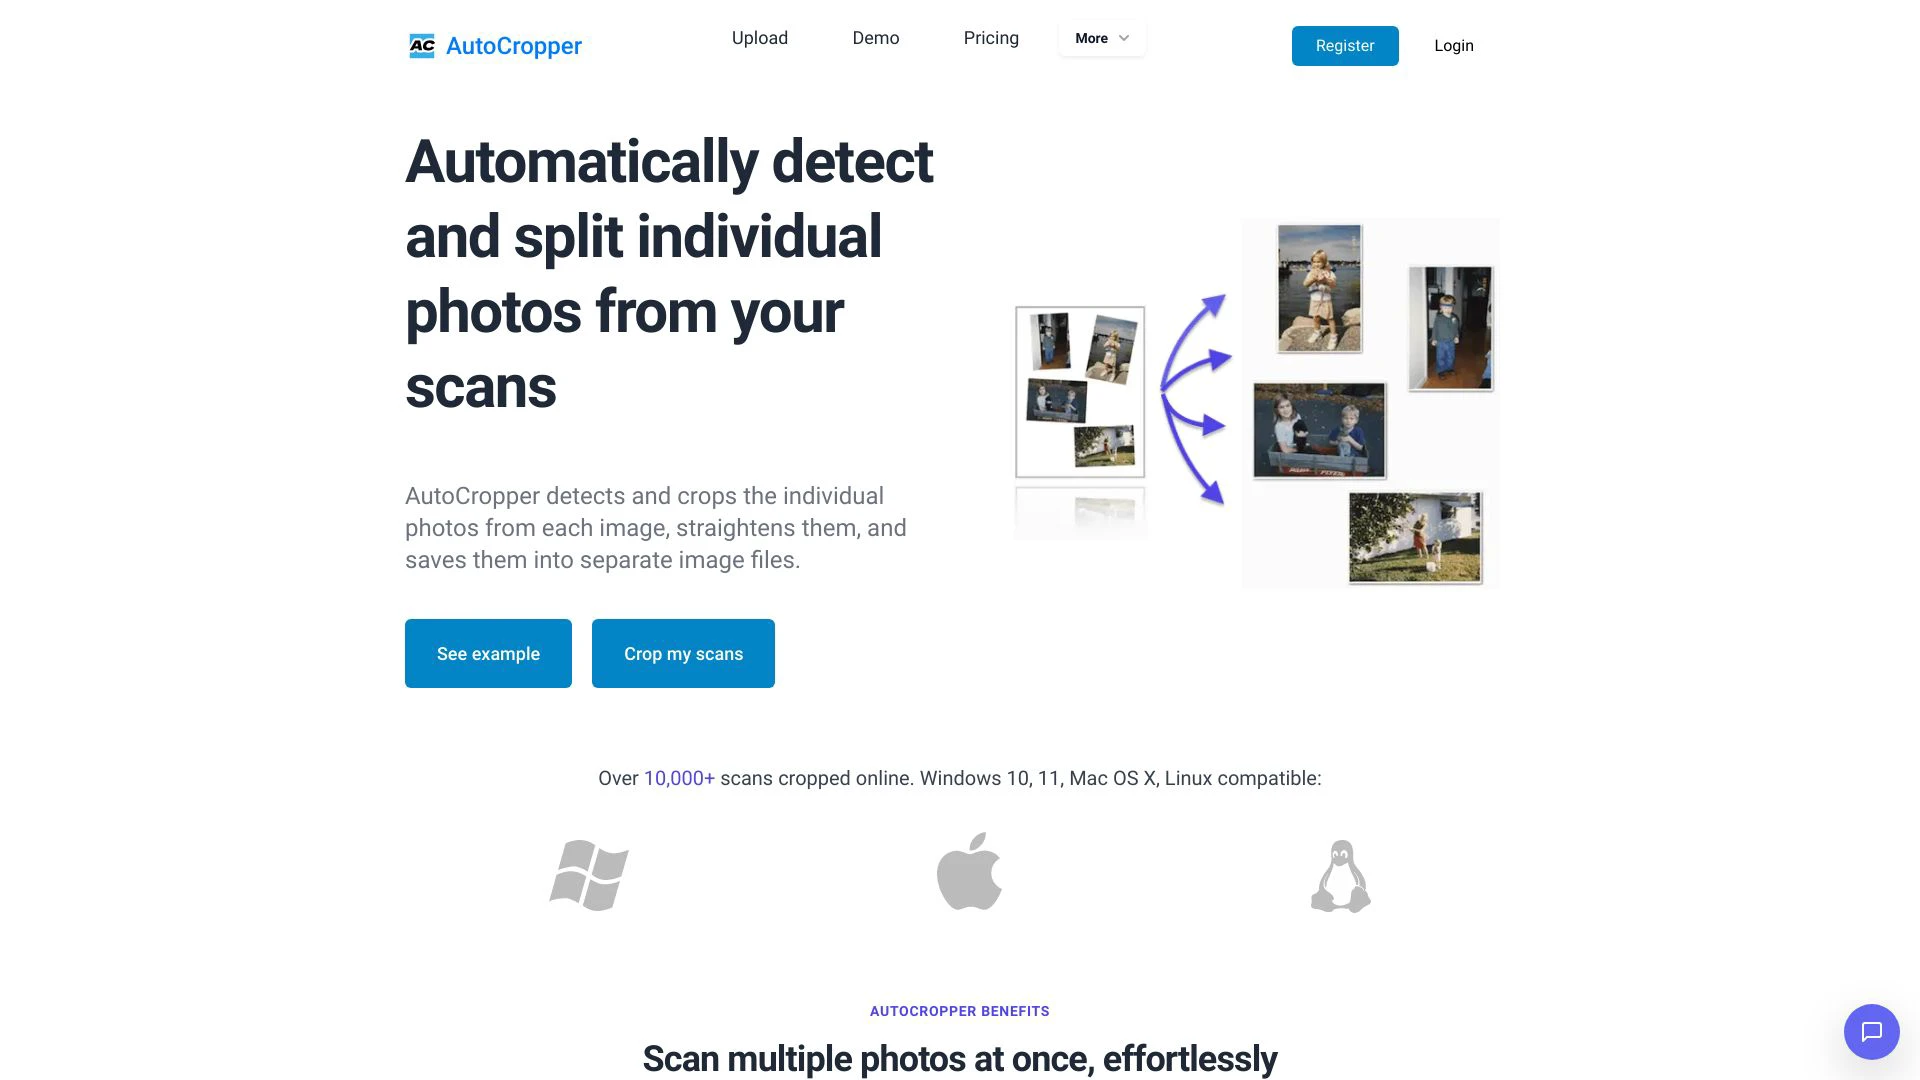 AC AutoCropper
Upload
Demo
Pricing
More
Register
Login
Automatically detect
and split individual
photos from your
scans
AutoCropper detects and crops the individual
photos from each image, straightens them, and
saves them into separate image files.
See example
Crop my scans
Over 10,000+ scans cropped online. Windows 10, 11, Mac OS X, Linux compatible:
AUTOCROPPER BENEFITS
Scan multiple photos at once, effortlessly